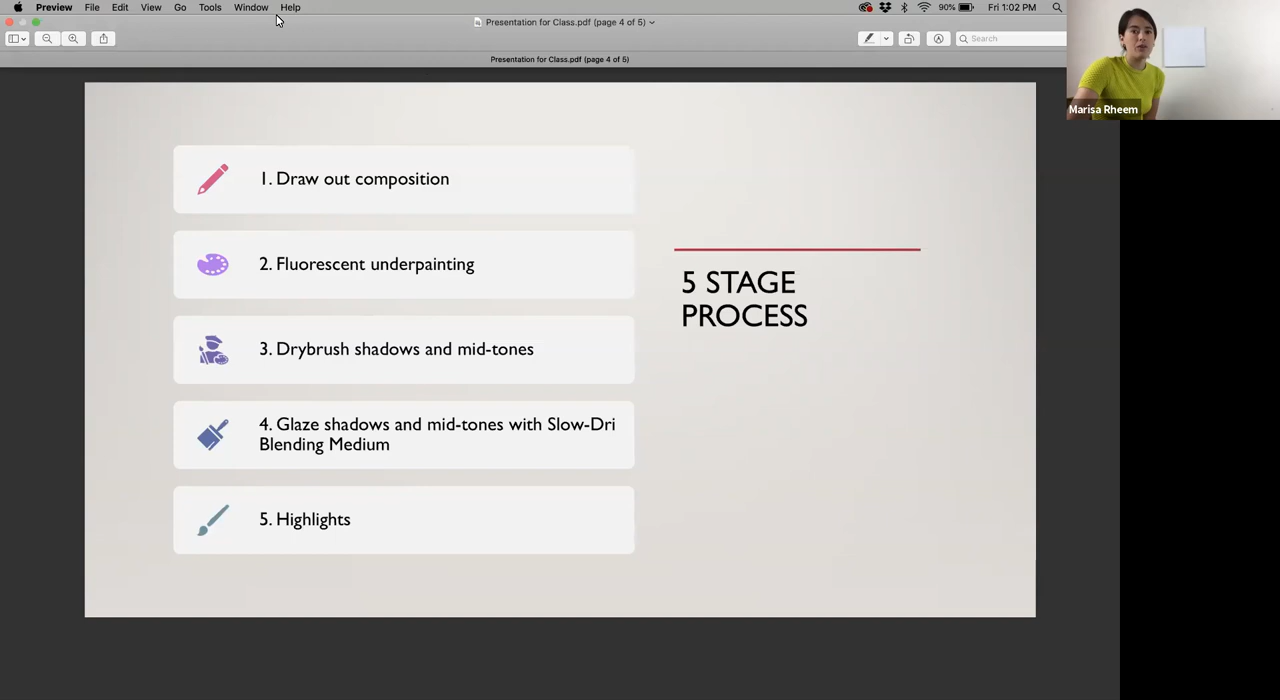 Preview File Edit View Go Tools Window Help
90% Fri 1:02 PM
Presentation for Class.pdf (page 4 of 5)
Search
Presentation for Class.pdf (page 4 of 5)
Marisa Rheem
1. Draw out composition
2. Fluorescent underpainting
3. Drybrush shadows and mid-tones
4. Glaze shadows and mid-tones with Slow-Dri
Blending Medium
5. Highlights
5 STAGE
PROCESS